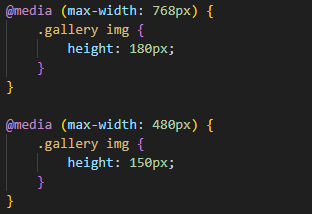 @media (max-width: 768px) {
    .gallery img {
        height: 180px;
    }
}

@media (max-width: 480px) {
    .gallery img {
        height: 150px;
    }
}